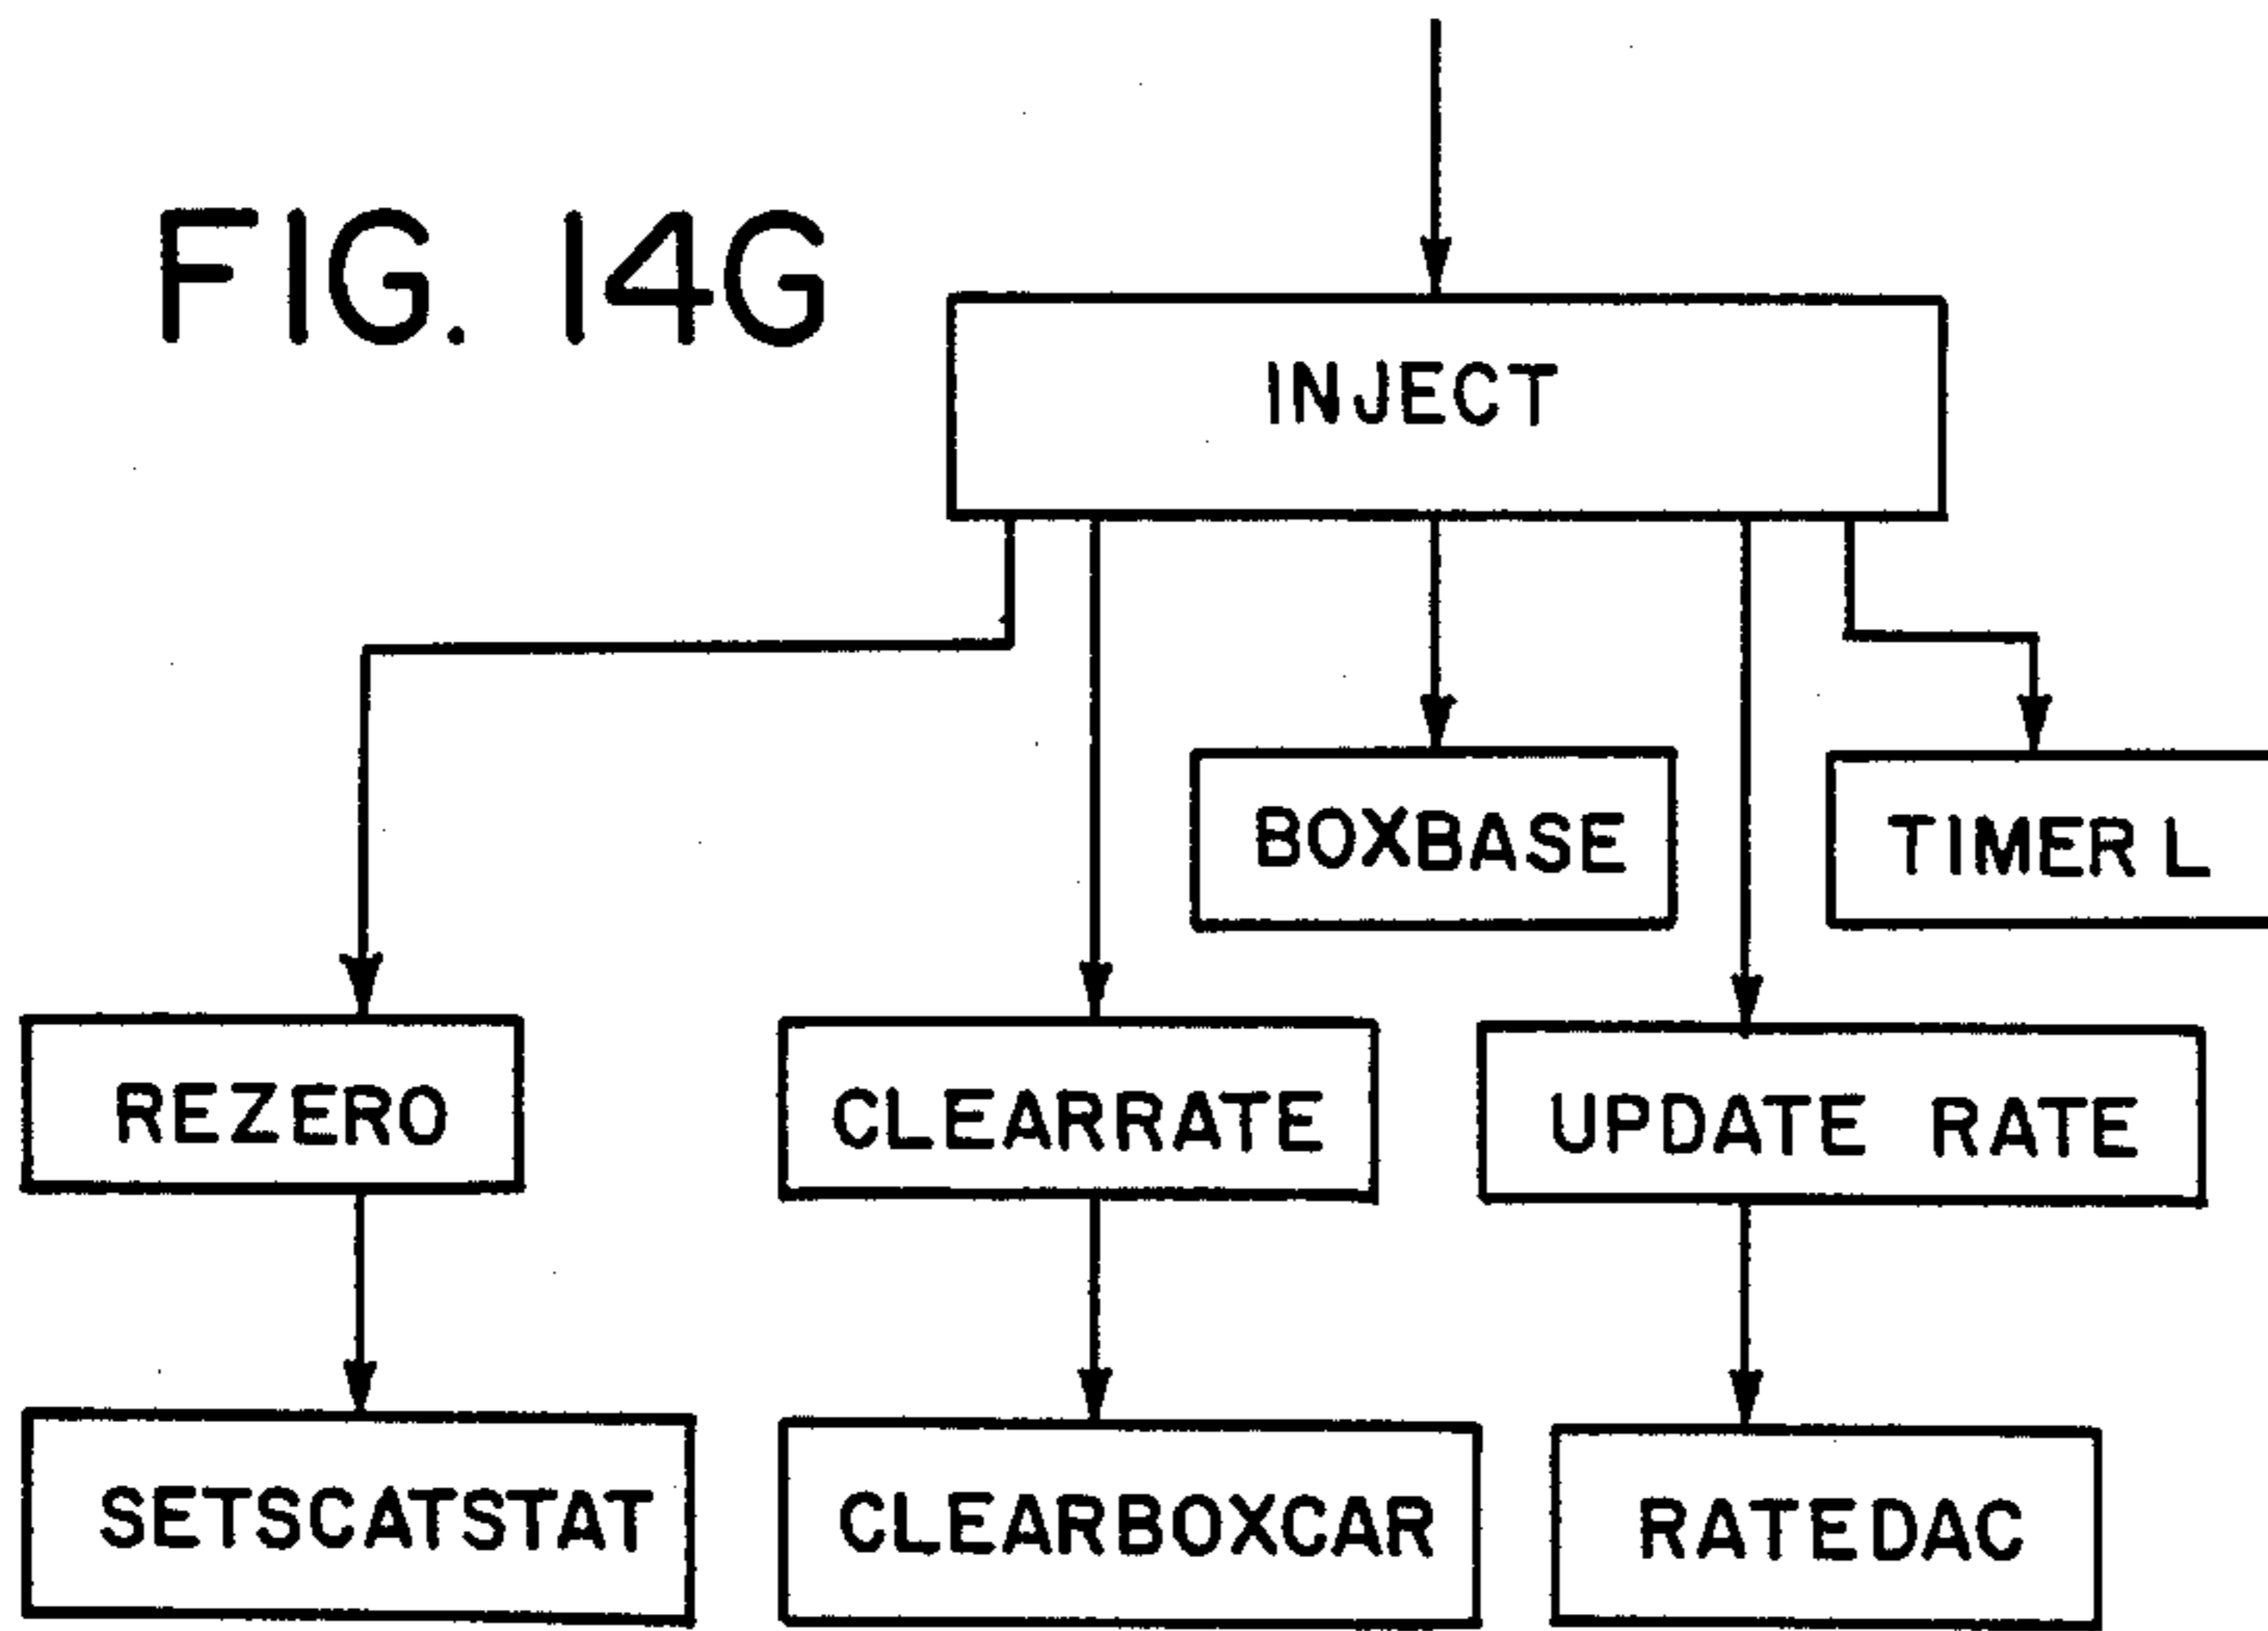 FIG. 14G
INJECT
BOXBASE
TIMER L
REZERO
CLEARRATE
UPDATE RATE
SETSCATSTAT
CLEARBOXCAR
RATEDAC